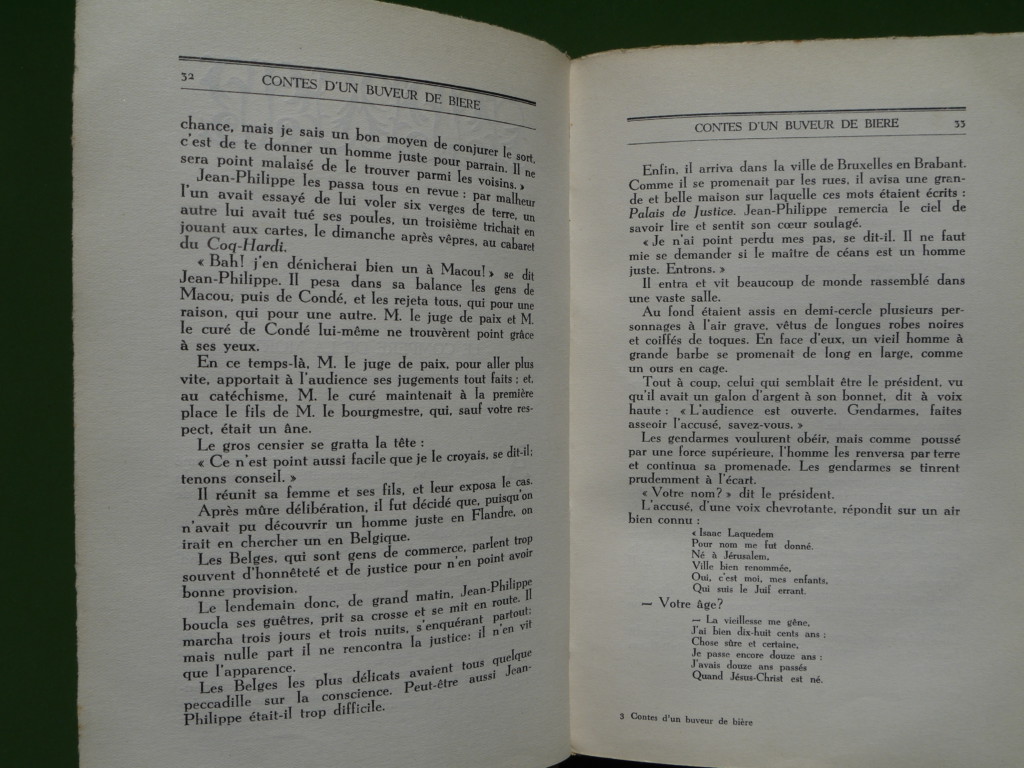 32 CONTES D'UN BUVEUR DE BIERE
chance, mais je sais un bon moyen de conjurer le sort,
c'est de te donner un homme juste pour parrain. Il ne
sera point malaisé de le trouver parmi les voisins. »
Jean-Philippe les passa tous en revue : par malheur
l'un avait essayé de lui voler six verges de terre, un
autre lui avait tué ses poules, un troisième trichait en
jouant aux cartes, le dimanche après vêpres, au cabaret
du Coq-Hardi.
« Bah! j'en dénicherai bien un à Macou! » se dit
Jean-Philippe. Il pesa dans sa balance les gens de
Macou, puis de Condé, et les rejeta tous, qui pour une
raison, qui pour une autre. M. le juge de paix et M.
le curé de Condé lui-même ne trouvèrent point grâce
à ses yeux.
En ce temps-là, M. le juge de paix, pour aller plus
vite, apportait à l'audience ses jugements tout faits ; et,
au catéchisme, M. le curé maintenait à la première
place le fils de M. le bourgmestre, qui, sauf votre res-
pect, était un âne.
Le gros censier se gratta la tête :
« Ce n'est point aussi facile que je le croyais, se dit-il;
tenons conseil. »
Il réunit sa femme et ses fils, et leur exposa le cas.
Après mûre délibération, il fut décidé que, puisqu'on
n'avait pu découvrir un homme juste en Flandre, on
irait en chercher un en Belgique.
Les Belges, qui sont gens de commerce, parlent trop
souvent d'honnêteté et de justice pour n'en point avoir
bonne provision.
Le lendemain donc, de grand matin, Jean-Philippe
boucla ses guêtres, prit sa crosse et se mit en route. Il
marcha trois jours et trois nuits, s'enquérant partout;
mais nulle part il ne rencontra la justice: il n'en vit
que l'apparence.
Les Belges les plus délicats avaient tous quelque
peccadille sur la conscience. Peut-être aussi Jean-
Philippe était-il trop difficile.
CONTES D'UN BUVEUR DE BIERE 33
Enfin, il arriva dans la ville de Bruxelles en Brabant.
Comme il se promenait par les rues, il avisa une gran-
de et belle maison sur laquelle ces mots étaient écrits :
Palais de Justice. Jean-Philippe remercia le ciel de
savoir lire et sentit son cœur soulagé.
« Je n'ai point perdu mes pas, se dit-il. Il ne faut
mie se demander si le maître de céans est un homme
juste. Entrons. »
Il entra et vit beaucoup de monde rassemblé dans
une vaste salle.
Au fond étaient assis en demi-cercle plusieurs per-
sonnages à l'air grave, vêtus de longues robes noires
et coiffés de toques. En face d'eux, un vieil homme à
grande barbe se promenait de long en large, comme
un ours en cage.
Tout à coup, celui qui semblait être le président, vu
qu'il avait un galon d'argent à son bonnet, dit à voix
haute : « L'audience est ouverte. Gendarmes, faites
asseoir l'accusé, savez-vous. »
Les gendarmes voulurent obéir, mais comme poussé
par une force supérieure, l'homme les renversa par terre
et continua sa promenade. Les gendarmes se tinrent
prudemment à l'écart.
« Votre nom? » dit le président.
L'accusé, d'une voix chevrotante, répondit sur un air
bien connu :
« Isaac Laquedem
Pour nom me fut donné.
Né à Jérusalem,
Ville bien renommée,
Oui, c'est moi, mes enfants,
Qui suis le Juif errant.
— Votre âge?
— La vieillesse me gêne,
J'ai bien dix-huit cents ans ;
Chose sûre et certaine,
Je passe encore douze ans :
J'avais douze ans passés
Quand Jésus-Christ est né.
3 Contes d'un buveur de bière